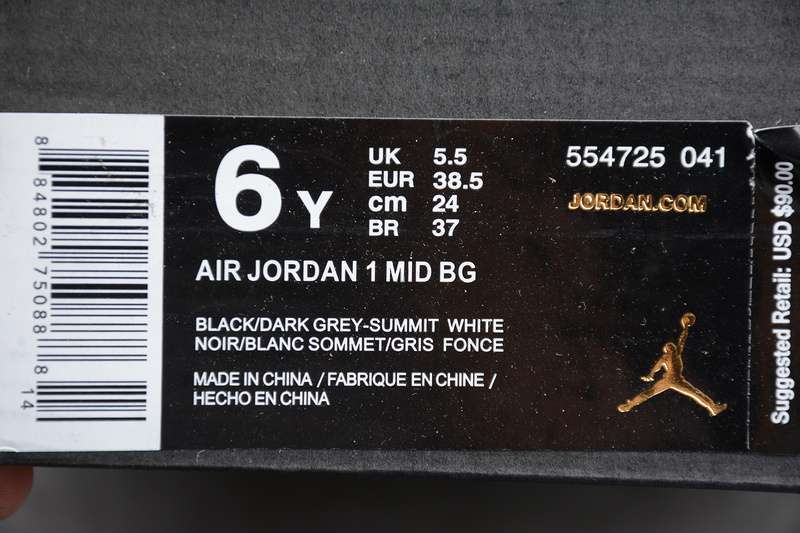 6Y
UK 5.5
EUR 38.5
cm 24
BR 37
554725 041
JORDAN.COM
AIR JORDAN 1 MID BG
BLACK/DARK GREY-SUMMIT WHITE
NOIR/BLANC SOMMET/GRIS FONCE
MADE IN CHINA / FABRIQUE EN CHINE /
HECHO EN CHINA
8 84802 75088 8 14
Suggested Retail: USD $90.00